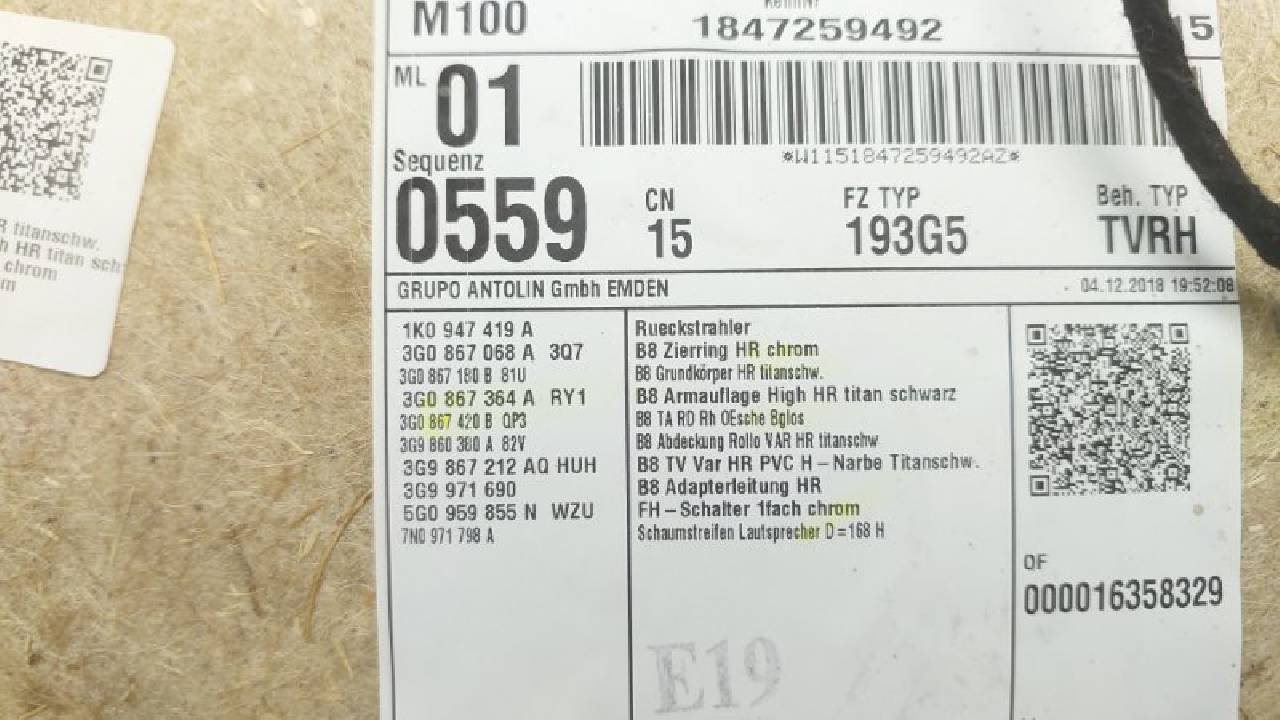 M100
KennNr
1847259492
15
ML
01
*W1151847259492AZ*
Sequenz
0559
CN
15
FZ TYP
193G5
Beh. TYP
TVRH
GRUPO ANTOLIN Gmbh EMDEN
04.12.2018 19:52:08
1K0 947 419 A Rueckstrahler
3G0 867 068 A 3Q7 B8 Zierring HR chrom
3G0 867 180 B 81U B8 Grundkörper HR titanschw.
3G0 867 364 A RY1 B8 Armauflage High HR titan schwarz
3G0 867 420 B QP3 B8 TA RD Rh OEsche Bglos
3G9 860 380 A 82V B8 Abdeckung Rollo VAR HR titanschw
3G9 867 212 AQ HUH B8 TV Var HR PVC H – Narbe Titanschw.
3G9 971 690 B8 Adapterleitung HR
5G0 959 855 N WZU FH – Schalter 1fach chrom
7N0 971 798 A Schaumstreifen Lautsprecher D=168 H
OF
000016358329
E19
R titanschw.
h HR titan sch
chrom
m